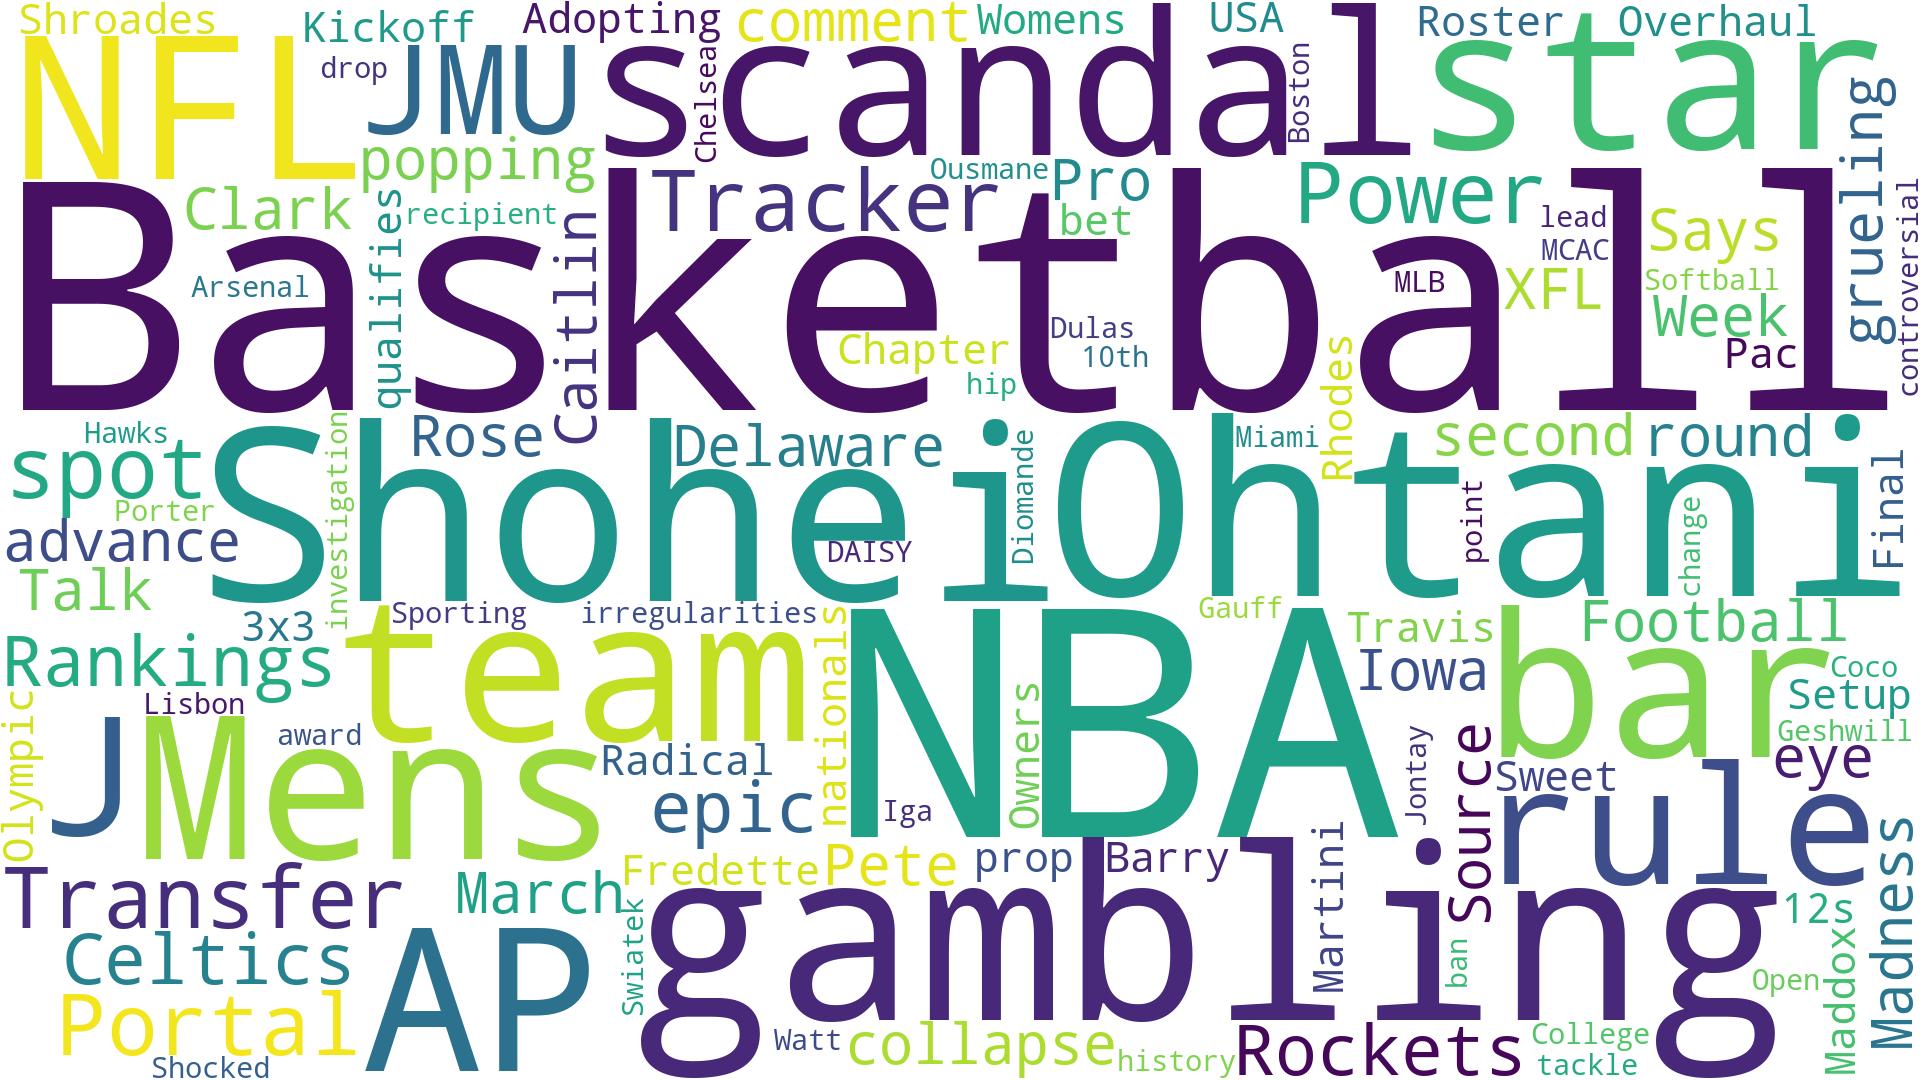 Shroades
Kickoff
Adopting
comment
Womens
USA
Roster
Overhaul
NFL
drop
JMU
scandal
Chelsea
Boston
star
grueling
popping
Clark
qualifies
recipient
Caitlin
Tracker
Ousmane
Pro
bet
Power
lead
MCAC
Says
controversial
Basketball
Arsenal
MLB
XFL
Softball
Week
Pac
Chapter
Dulas
10th
hip
Rhodes
Hawks
spot
Porter
investigation
Rose
Delaware
Diomande
Miami
second
round
Final
Shohei
Ohtani
advance
DAISY
point
change
Talk
3x3
Sporting
irregularities
nationals
Gauff
Travis
Football
Rankings
team
NBA
Owners
Iowa
bar
Coco
Setup
Geshwill
eye
Olympic
Lisbon
J
Mens
award
Radical
epic
Iga
Jontay
Source
Sweet
rule
Madness
Transfer
March
Fredette
Pete
prop
Barry
Martini
gambling
12s
Celtics
AP
Swiatek
ban
Open
Maddoxs
Portal
Shocked
Watt
collapse
history
Rockets
College
tackle